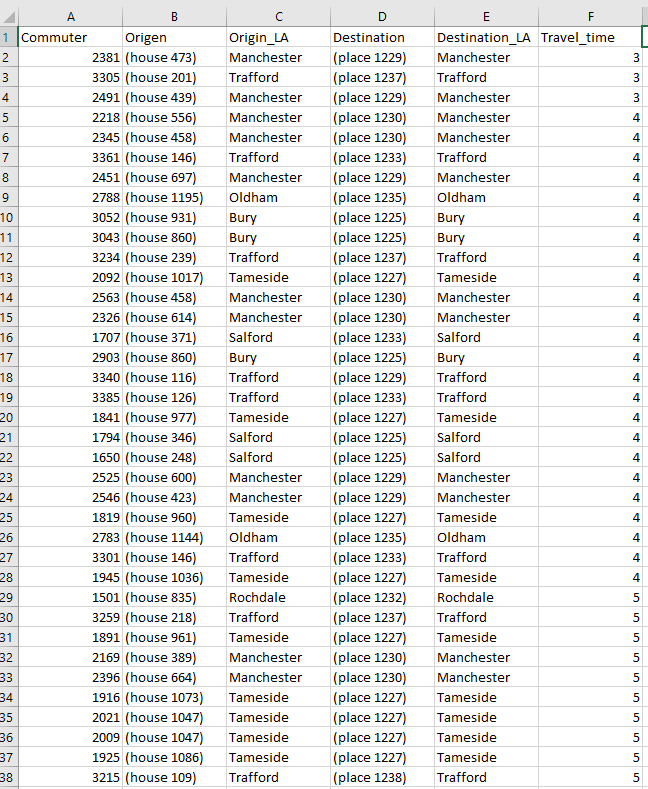 A B C D E F
1 Commuter Origen Origin_LA Destination Destination_LA Travel_time
2 2381 (house 473) Manchester (place 1229) Manchester 3
3 3305 (house 201) Trafford (place 1237) Trafford 3
4 2491 (house 439) Manchester (place 1229) Manchester 3
5 2218 (house 556) Manchester (place 1230) Manchester 4
6 2345 (house 458) Manchester (place 1230) Manchester 4
7 3361 (house 146) Trafford (place 1233) Trafford 4
8 2451 (house 697) Manchester (place 1229) Manchester 4
9 2788 (house 1195) Oldham (place 1235) Oldham 4
10 3052 (house 931) Bury (place 1225) Bury 4
11 3043 (house 860) Bury (place 1225) Bury 4
12 3234 (house 239) Trafford (place 1237) Trafford 4
13 2092 (house 1017) Tameside (place 1227) Tameside 4
14 2563 (house 458) Manchester (place 1230) Manchester 4
15 2326 (house 614) Manchester (place 1230) Manchester 4
16 1707 (house 371) Salford (place 1233) Salford 4
17 2903 (house 860) Bury (place 1225) Bury 4
18 3340 (house 116) Trafford (place 1229) Trafford 4
19 3385 (house 126) Trafford (place 1233) Trafford 4
20 1841 (house 977) Tameside (place 1227) Tameside 4
21 1794 (house 346) Salford (place 1225) Salford 4
22 1650 (house 248) Salford (place 1225) Salford 4
23 2525 (house 600) Manchester (place 1229) Manchester 4
24 2546 (house 423) Manchester (place 1229) Manchester 4
25 1819 (house 960) Tameside (place 1227) Tameside 4
26 2783 (house 1144) Oldham (place 1235) Oldham 4
27 3301 (house 146) Trafford (place 1233) Trafford 4
28 1945 (house 1036) Tameside (place 1227) Tameside 4
29 1501 (house 835) Rochdale (place 1232) Rochdale 5
30 3259 (house 218) Trafford (place 1237) Trafford 5
31 1891 (house 961) Tameside (place 1227) Tameside 5
32 2169 (house 389) Manchester (place 1230) Manchester 5
33 2396 (house 664) Manchester (place 1230) Manchester 5
34 1916 (house 1073) Tameside (place 1227) Tameside 5
35 2021 (house 1047) Tameside (place 1227) Tameside 5
36 2009 (house 1047) Tameside (place 1227) Tameside 5
37 1925 (house 1086) Tameside (place 1227) Tameside 5
38 3215 (house 109) Trafford (place 1238) Trafford 5